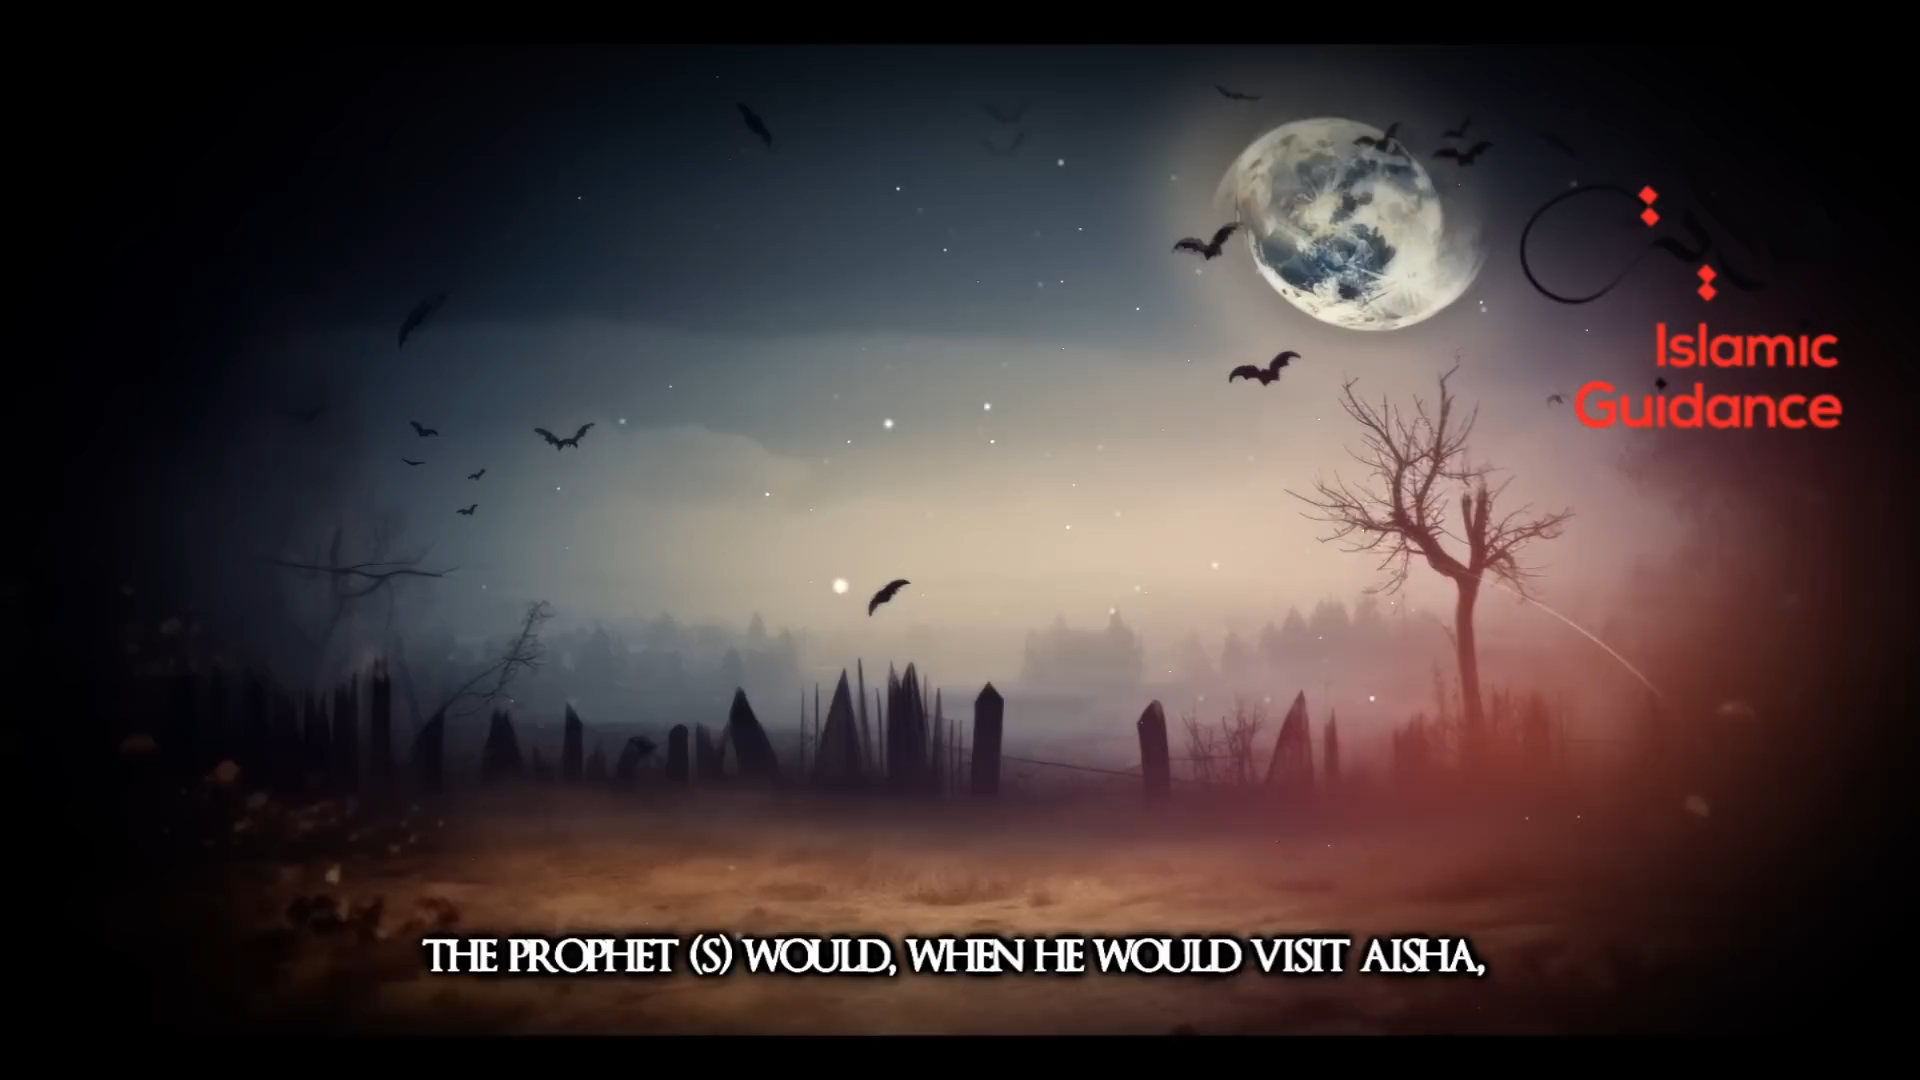 Islamic
Guidance
THE PROPHET (S) WOULD, WHEN HE WOULD VISIT AISHA,